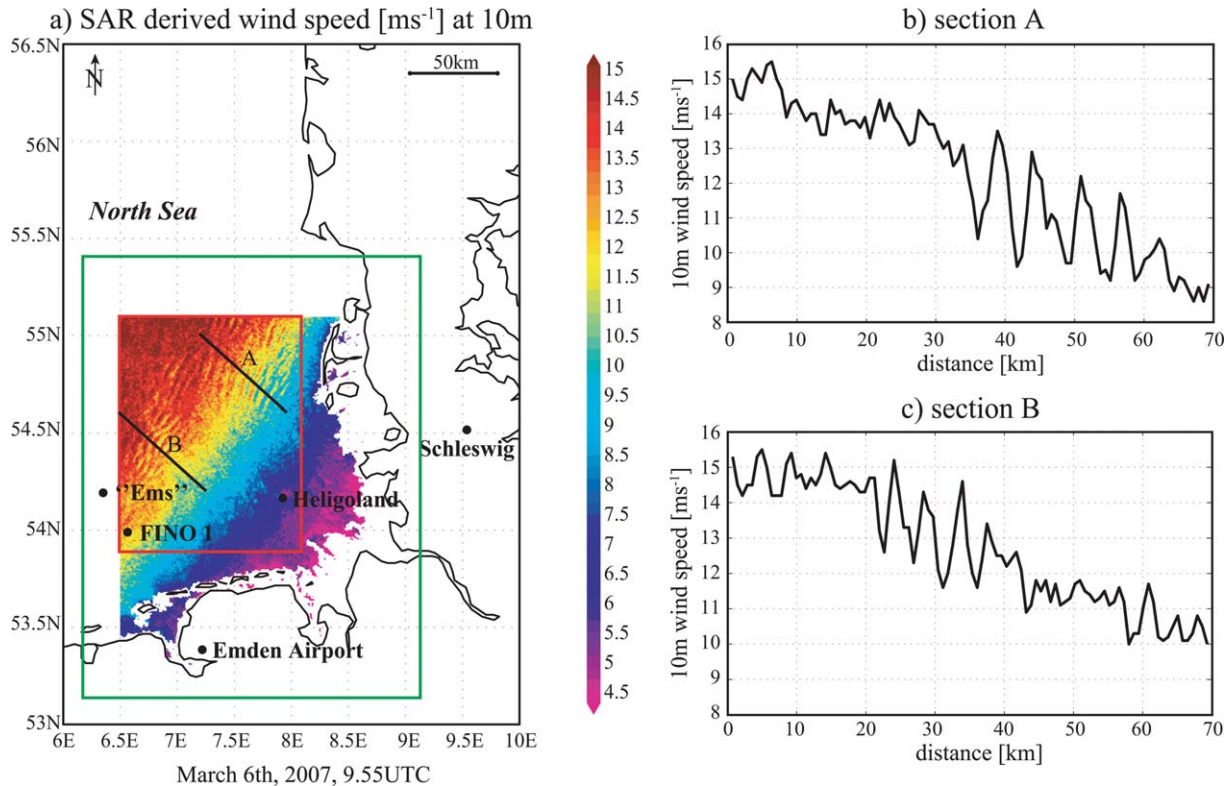 a) SAR derived wind speed [ms⁻¹] at 10m
56.5N
56N
55.5N
55N
54.5N
54N
53.5N
53N
6E 6.5E 7E 7.5E 8E 8.5E 9E 9.5E 10E
N
50km
North Sea
A
B
Schleswig
‘‘Ems’’
Heligoland
FINO 1
Emden Airport
March 6th, 2007, 9.55UTC
15
14.5
14
13.5
13
12.5
12
11.5
11
10.5
10
9.5
9
8.5
8
7.5
7
6.5
6
5.5
5
4.5
b) section A
10m wind speed [ms⁻¹]
16
15
14
13
12
11
10
9
8
0 10 20 30 40 50 60 70
distance [km]
c) section B
10m wind speed [ms⁻¹]
16
15
14
13
12
11
10
9
8
0 10 20 30 40 50 60 70
distance [km]